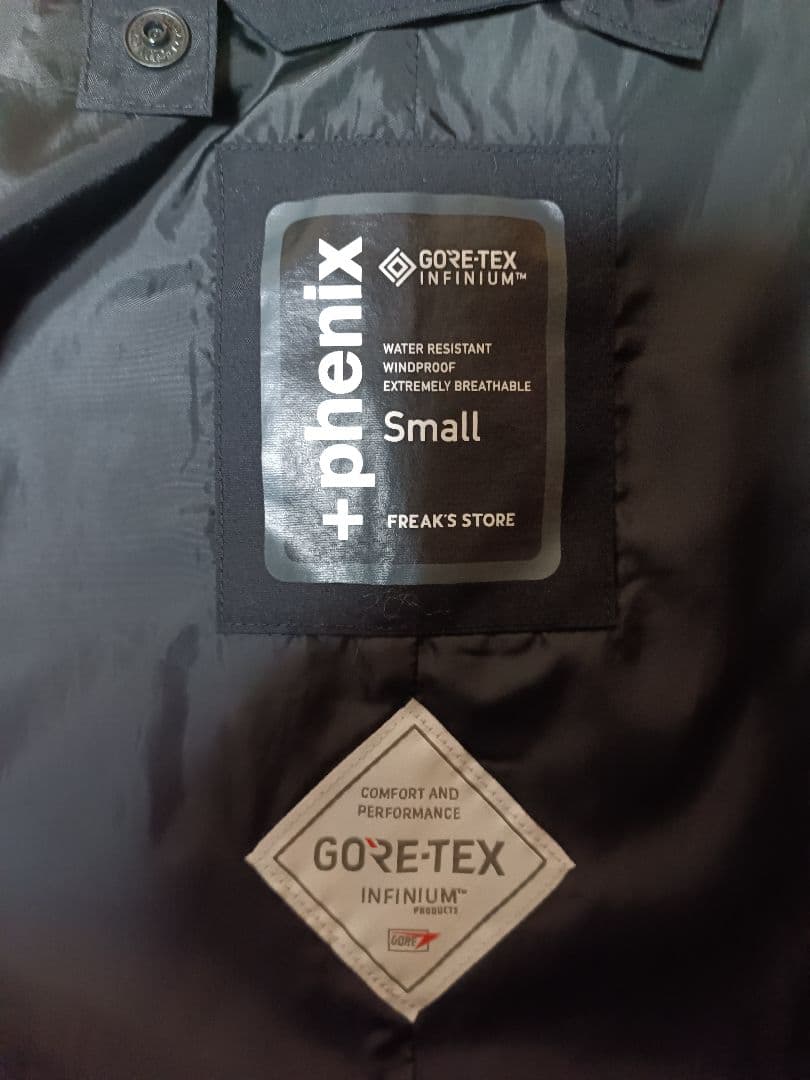 +phenix
GORE-TEX
INFINIUM™
WATER RESISTANT
WINDPROOF
EXTREMELY BREATHABLE
Small
FREAK'S STORE
COMFORT AND
PERFORMANCE
GORE-TEX
INFINIUM™
PRODUCTS
GORE